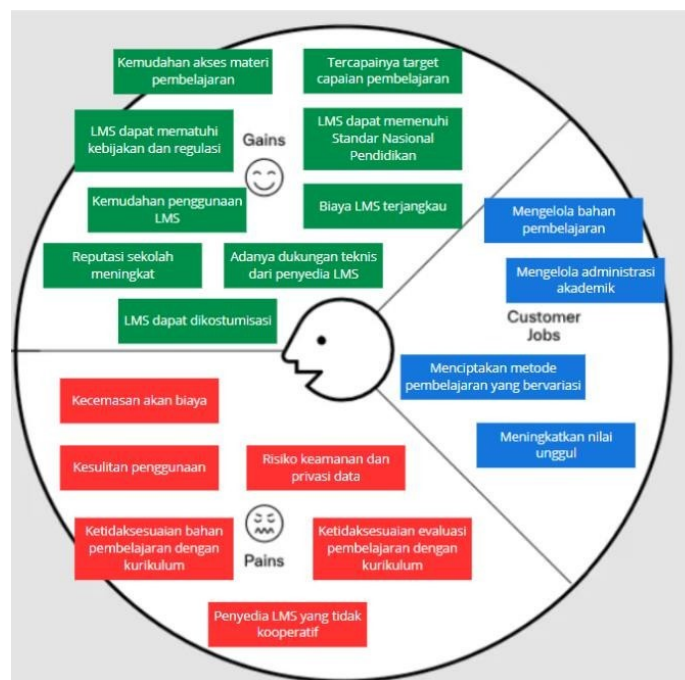 Kemudahan akses materi
pembelajaran
Tercapainya target
capaian pembelajaran
LMS dapat mematuhi
kebijakan dan regulasi
Gains
LMS dapat memenuhi
Standar Nasional
Pendidikan
Kemudahan penggunaan
LMS
Biaya LMS terjangkau
Reputasi sekolah
meningkat
Adanya dukungan teknis
dari penyedia LMS
LMS dapat dikostumisasi
Mengelola bahan
pembelajaran
Mengelola administrasi
akademik
Customer
Jobs
Menciptakan metode
pembelajaran yang bervariasi
Meningkatkan nilai
unggul
Kecemasan akan biaya
Kesulitan penggunaan
Risiko keamanan dan
privasi data
Ketidaksesuaian bahan
pembelajaran dengan
kurikulum
Pains
Ketidaksesuaian evaluasi
pembelajaran dengan
kurikulum
Penyedia LMS yang tidak
kooperatif